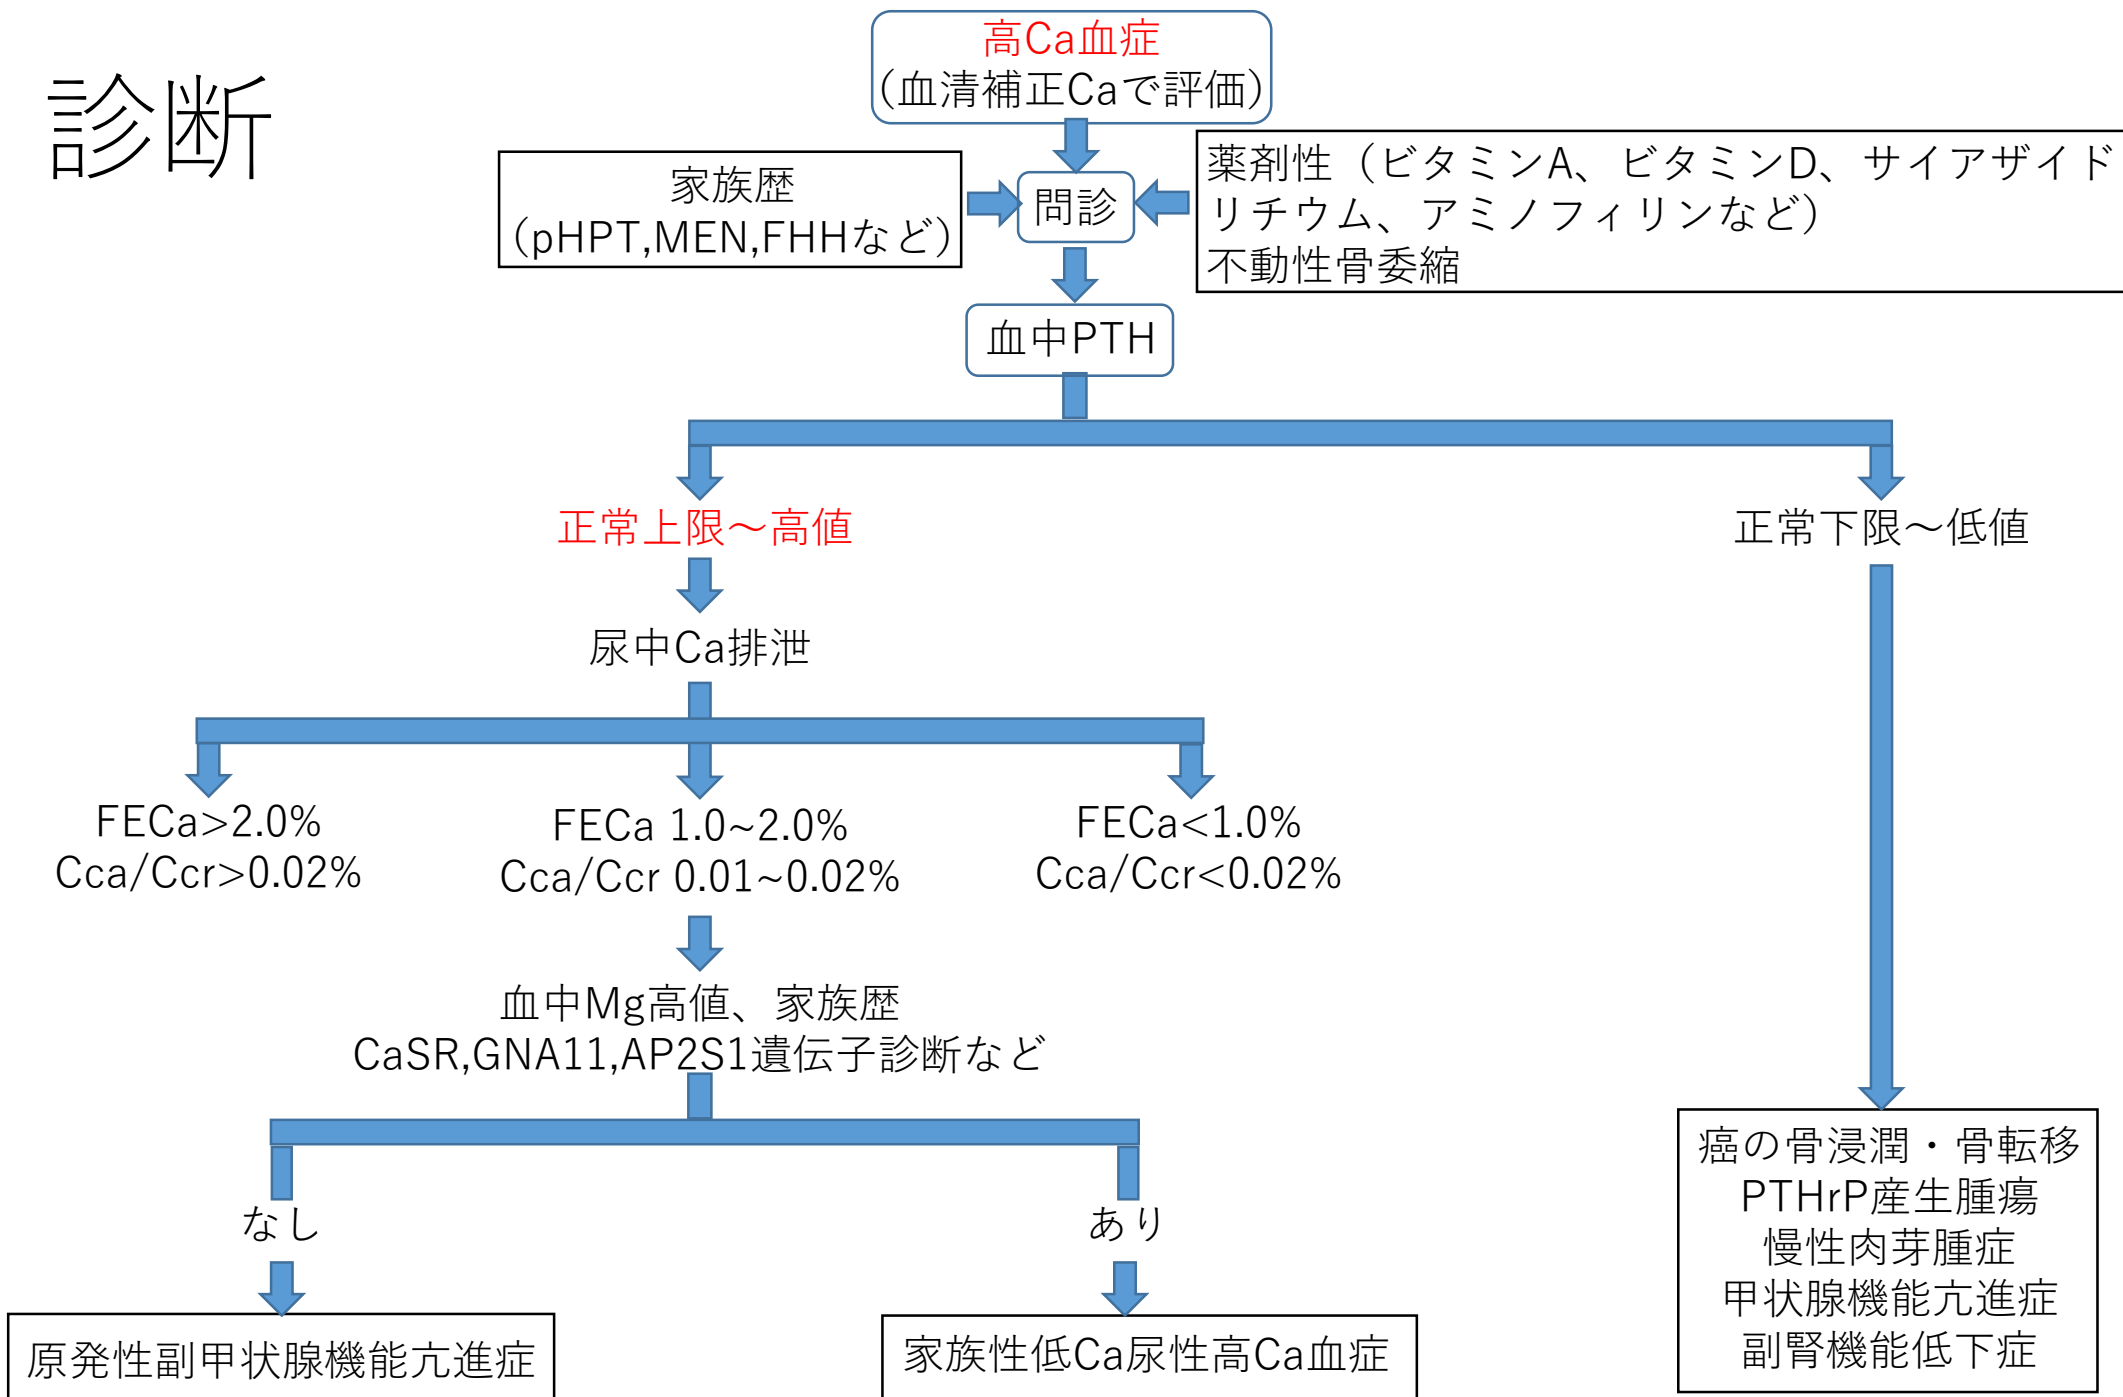 診断
高Ca血症
(血清補正Caで評価)
家族歴
(pHPT,MEN,FHHなど)
問診
薬剤性（ビタミンA、ビタミンD、サイアザイド
リチウム、アミノフィリンなど）
不動性骨委縮
血中PTH
正常上限～高値
正常下限～低値
尿中Ca排泄
FECa>2.0%
Cca/Ccr>0.02%
FECa 1.0~2.0%
Cca/Ccr 0.01~0.02%
FECa<1.0%
Cca/Ccr<0.02%
血中Mg高値、家族歴
CaSR,GNA11,AP2S1遺伝子診断など
なし
あり
原発性副甲状腺機能亢進症
家族性低Ca尿性高Ca血症
癌の骨浸潤・骨転移
PTHrP産生腫瘍
慢性肉芽腫症
甲状腺機能亢進症
副腎機能低下症